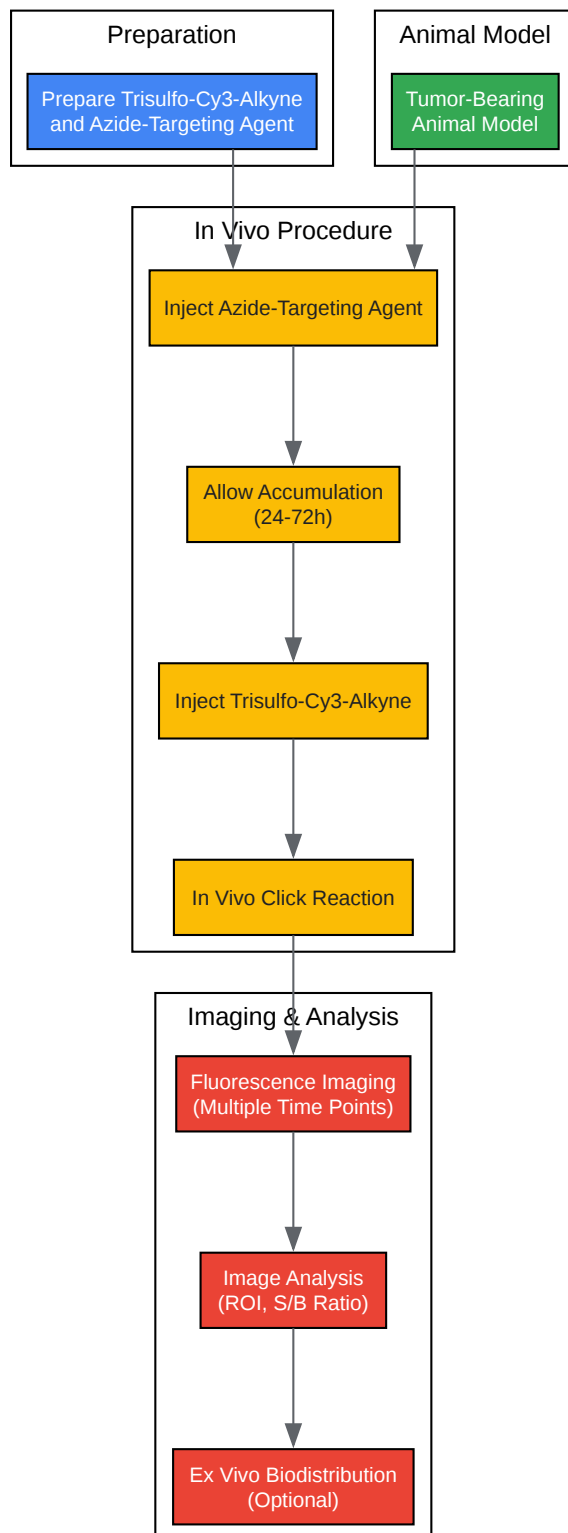 Preparation
Animal Model
Prepare Trisulfo-Cy3-Alkyne
and Azide-Targeting Agent
Tumor-Bearing
Animal Model
In Vivo Procedure
Inject Azide-Targeting Agent
Allow Accumulation
(24-72h)
Inject Trisulfo-Cy3-Alkyne
In Vivo Click Reaction
Imaging & Analysis
Fluorescence Imaging
(Multiple Time Points)
Image Analysis
(ROI, S/B Ratio)
Ex Vivo Biodistribution
(Optional)